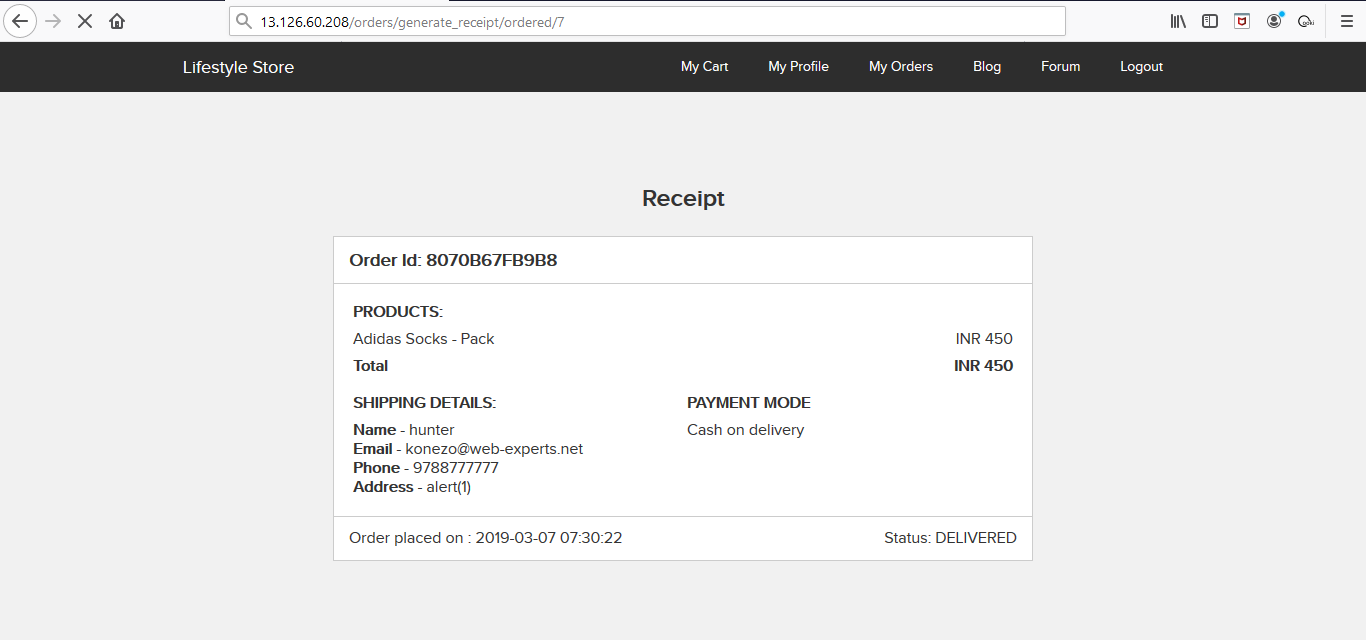 13.126.60.208/orders/generate_receipt/ordered/7
Lifestyle Store My Cart My Profile My Orders Blog Forum Logout
Receipt
Order Id: 8070B67FB9B8
PRODUCTS:
Adidas Socks - Pack INR 450
Total INR 450
SHIPPING DETAILS: PAYMENT MODE
Name - hunter Cash on delivery
Email - konezo@web-experts.net
Phone - 9788777777
Address - alert(1)
Order placed on : 2019-03-07 07:30:22 Status: DELIVERED